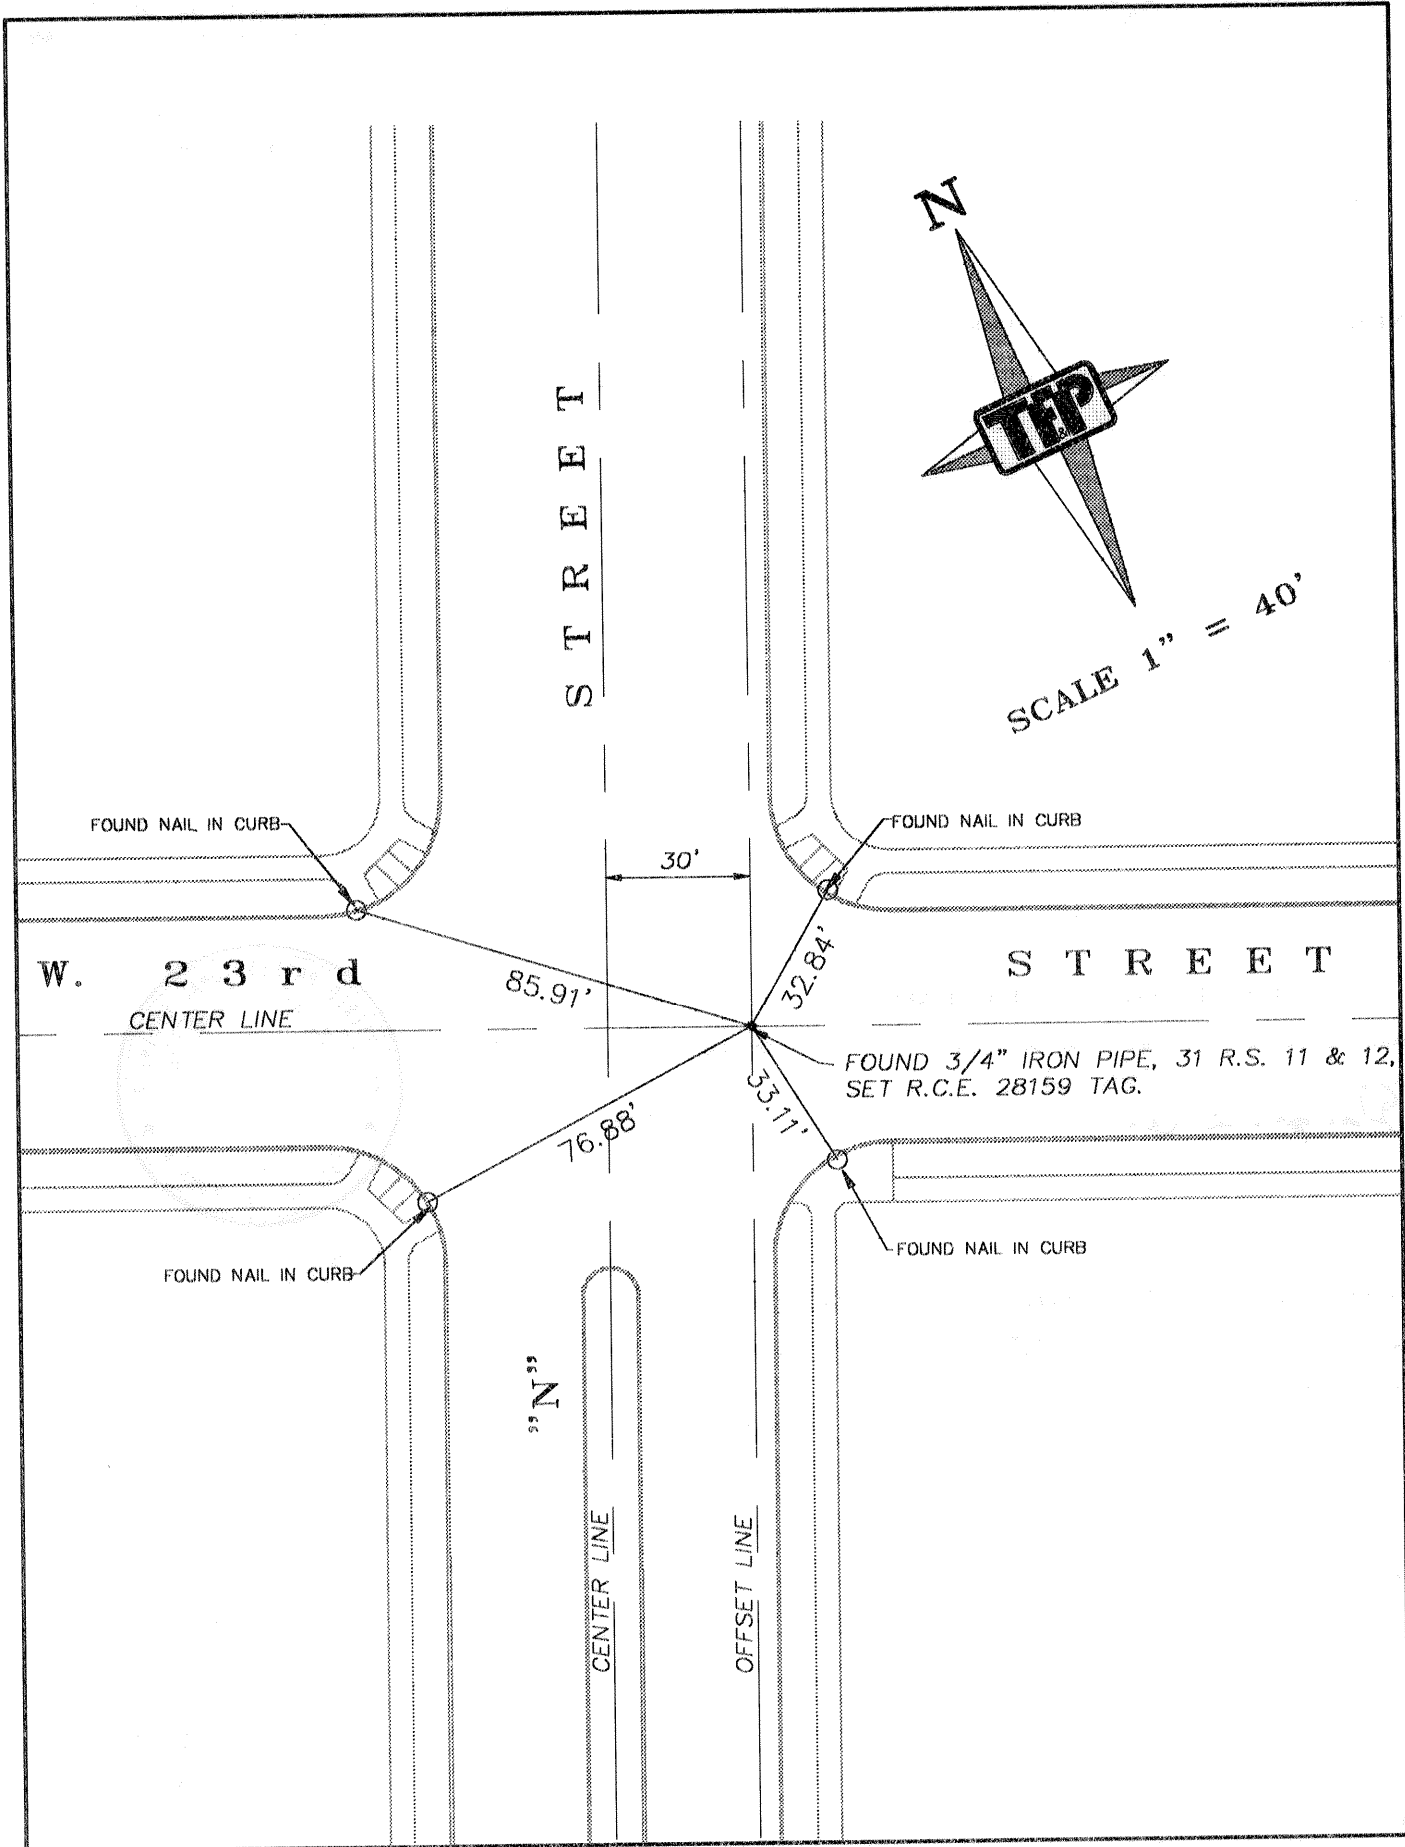 N
T&P
SCALE 1" = 40'
STREET
FOUND NAIL IN CURB
FOUND NAIL IN CURB
30'
W. 23rd STREET
85.91'
32.84'
CENTER LINE
FOUND 3/4" IRON PIPE, 31 R.S. 11 & 12,
SET R.C.E. 28159 TAG.
33.11'
76.88'
FOUND NAIL IN CURB
FOUND NAIL IN CURB
"N"
CENTER LINE
OFFSET LINE